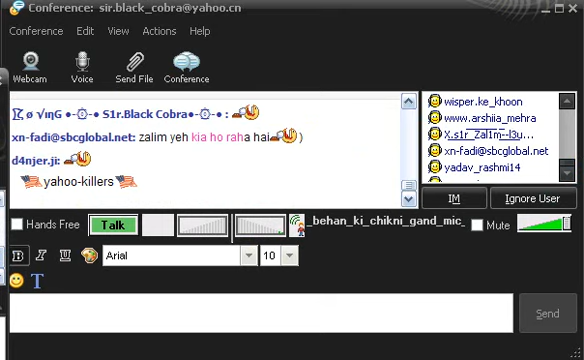 Conference: sir.black_cobra@yahoo.cn
Conference Edit View Actions Help
Webcam Voice Send File Conference
S1r.Black Cobra
xn-fadi@sbcglobal.net: zalim yeh kia ho raha hai )
d4njer.ji:
yahoo-killers
wisper.ke_khoon
www.arshiia_mehra
xn-fadi@sbcglobal.net
yadav_rashmi14
IM Ignore User
Hands Free Talk _behan_ki_chikni_gand_mic_ Mute
B I U Arial 10
T
Send